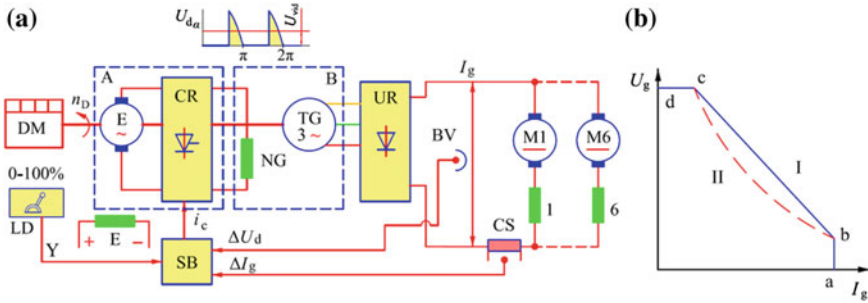 (a)
U_dα
U_vid
π
2π
(b)
A
B
CR
UR
I_g
n_D
DM
E
~
TG
3 ~
NG
BV
M1
M6
1
6
0-100%
LD
+ E −
Y
i_c
SB
ΔU_d
ΔI_g
CS
U_g
d
c
I
II
b
a
I_g